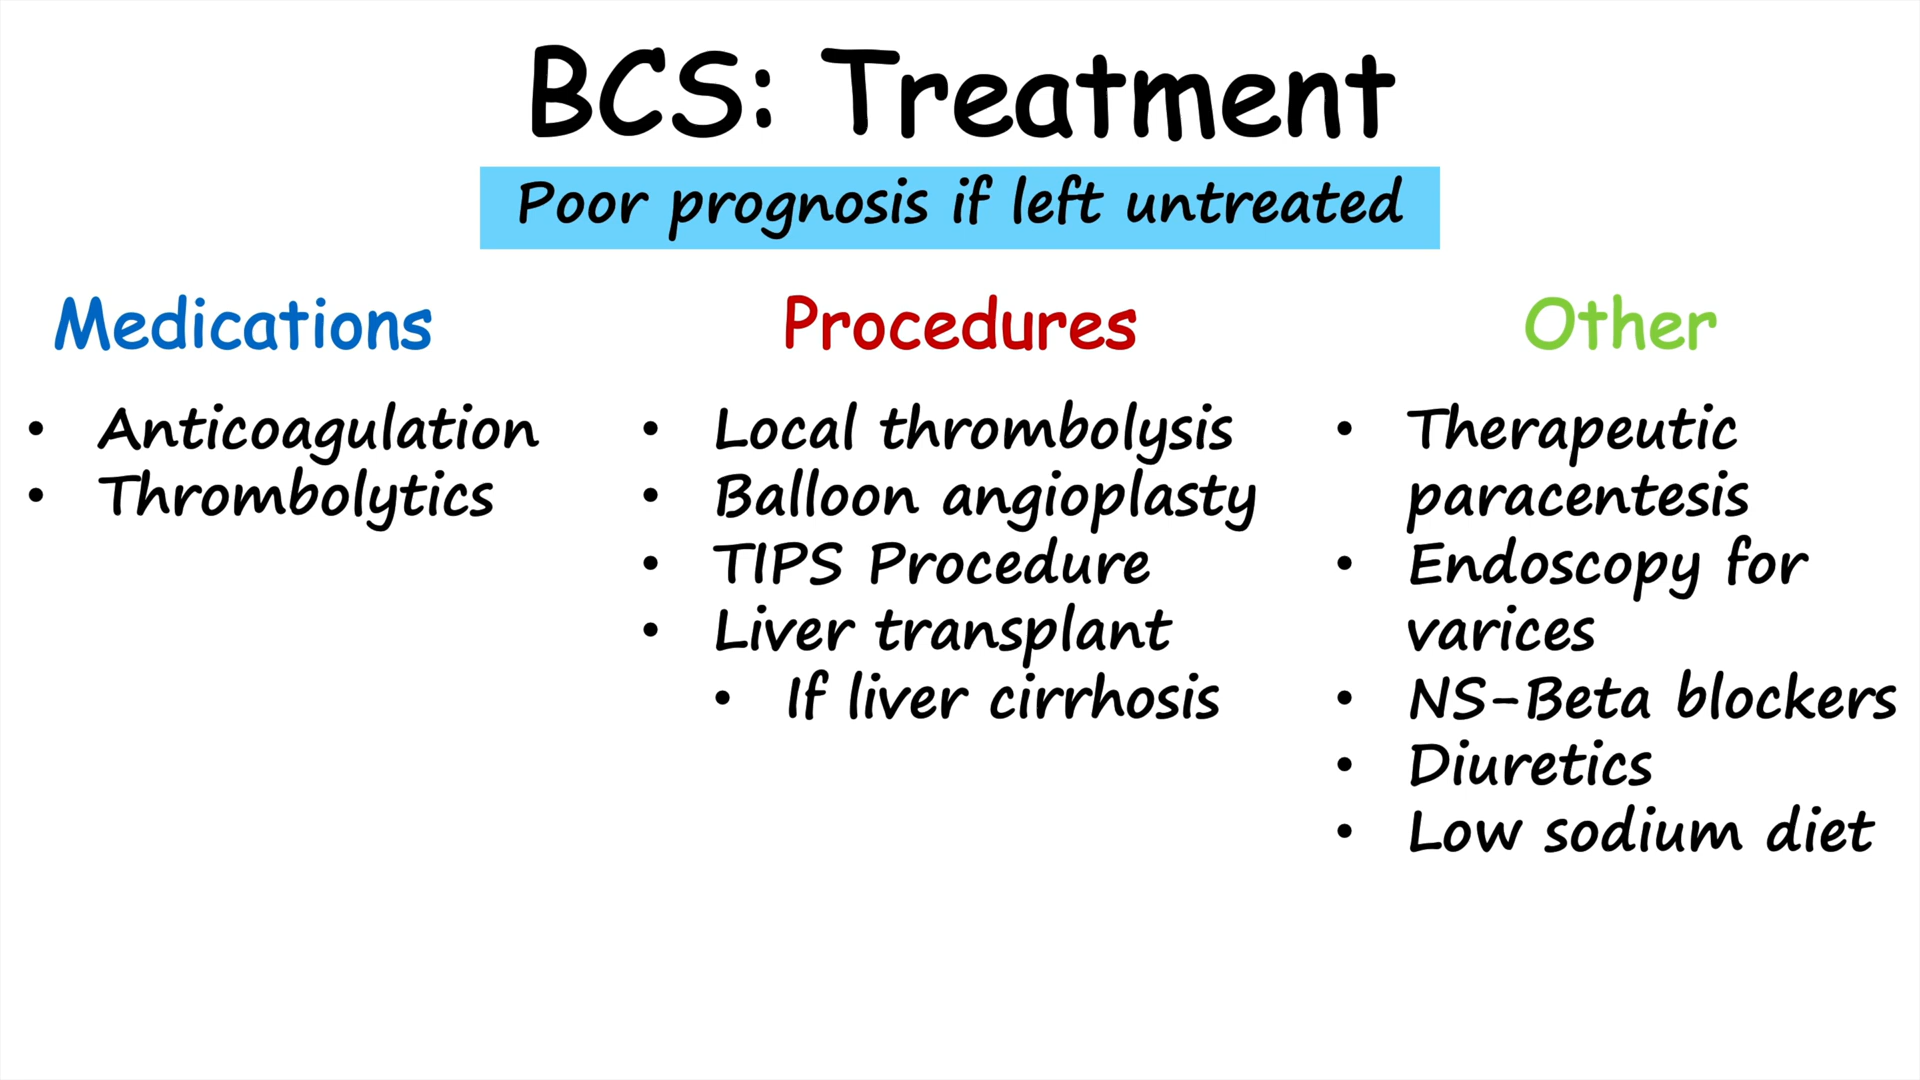 BCS: Treatment
Poor prognosis if left untreated
Medications
• Anticoagulation
• Thrombolytics
Procedures
• Local thrombolysis
• Balloon angioplasty
• TIPS Procedure
• Liver transplant
• If liver cirrhosis
Other
• Therapeutic
paracentesis
• Endoscopy for
varices
• NS-Beta blockers
• Diuretics
• Low sodium diet